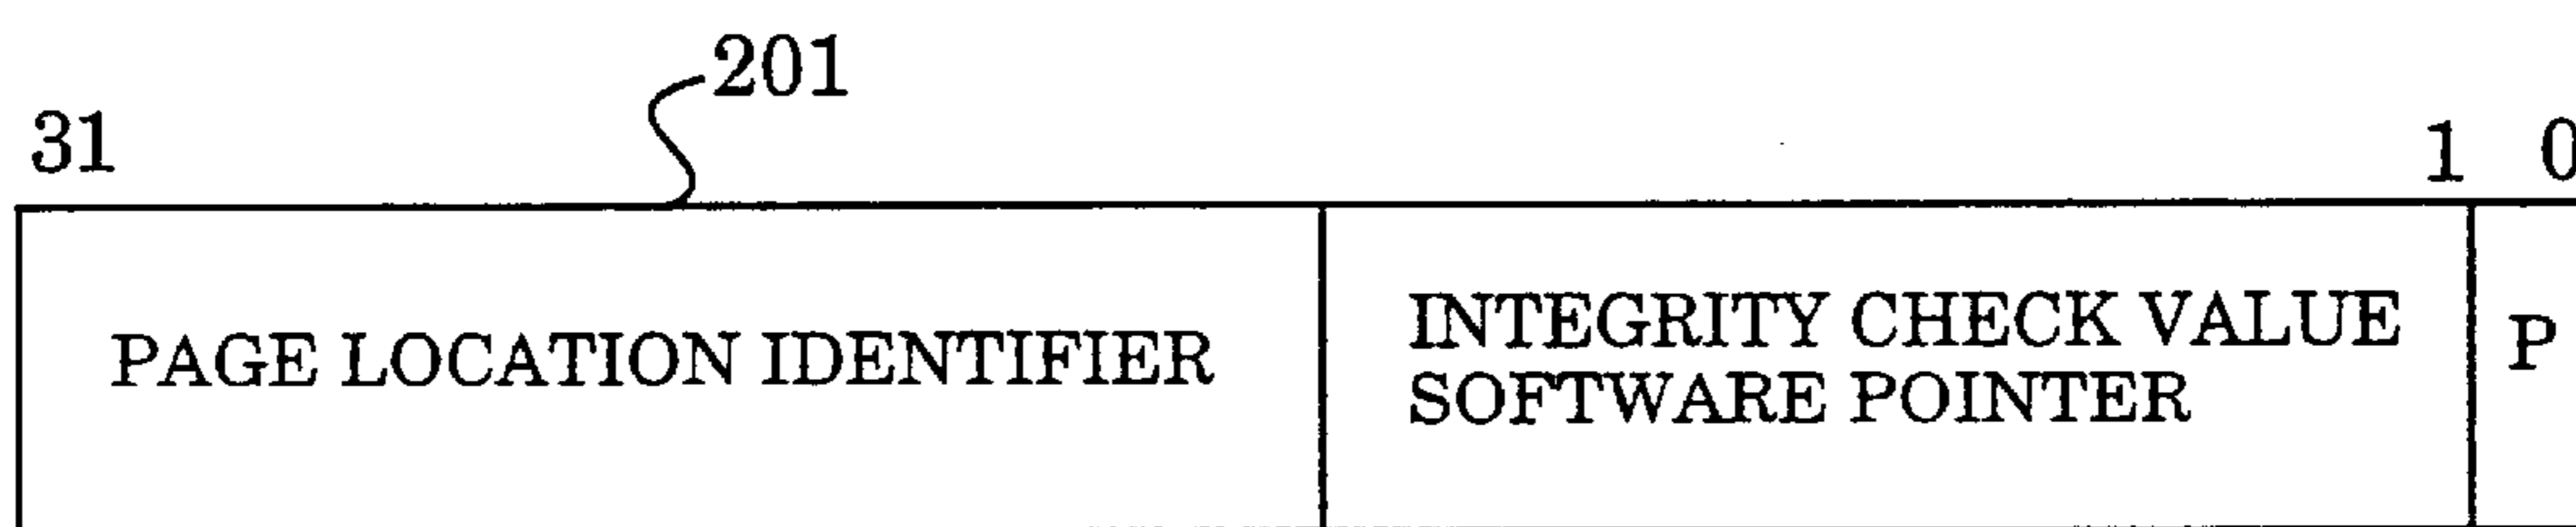 201
31 1 0
PAGE LOCATION IDENTIFIER
INTEGRITY CHECK VALUE
SOFTWARE POINTER
P